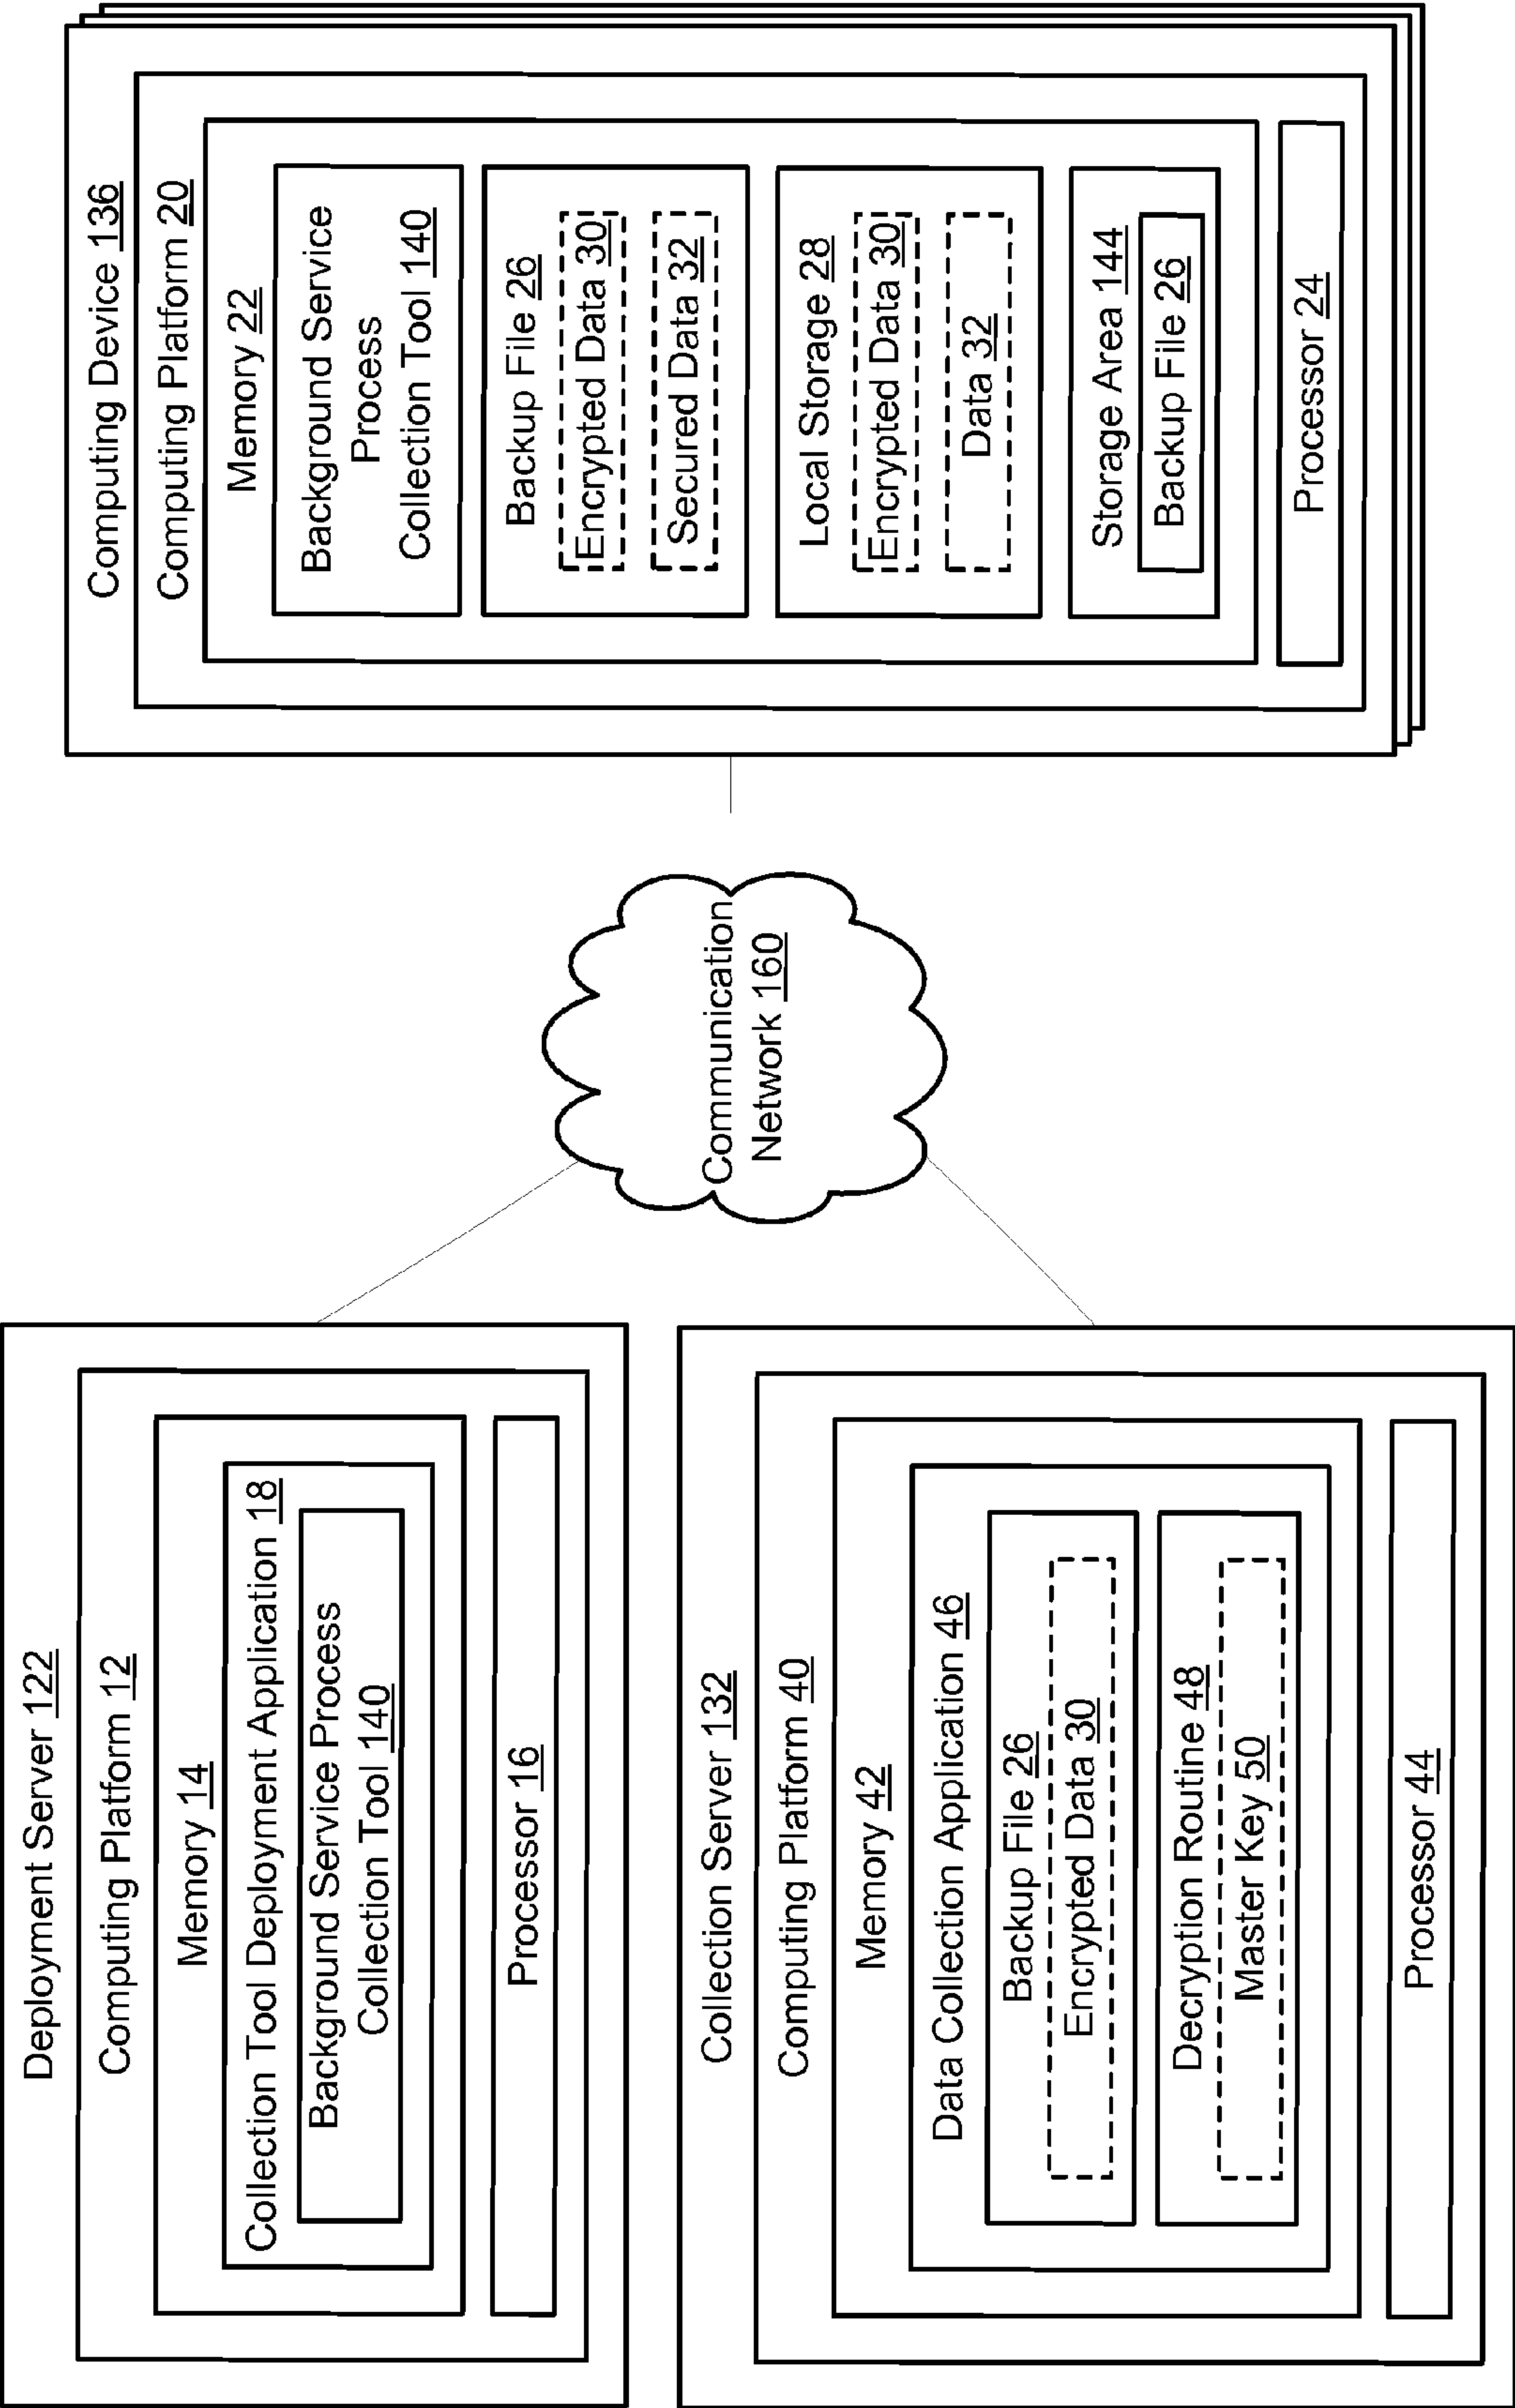 Deployment Server 122
Computing Platform 12
Memory 14
Collection Tool Deployment Application 18
Background Service Process
Collection Tool 140
Processor 16
Collection Server 132
Computing Platform 40
Memory 42
Data Collection Application 46
Backup File 26
Encrypted Data 30
Decryption Routine 48
Master Key 50
Processor 44
Communication
Network 160
Computing Device 136
Computing Platform 20
Memory 22
Background Service
Process
Collection Tool 140
Backup File 26
Encrypted Data 30
Secured Data 32
Local Storage 28
Encrypted Data 30
Data 32
Storage Area 144
Backup File 26
Processor 24